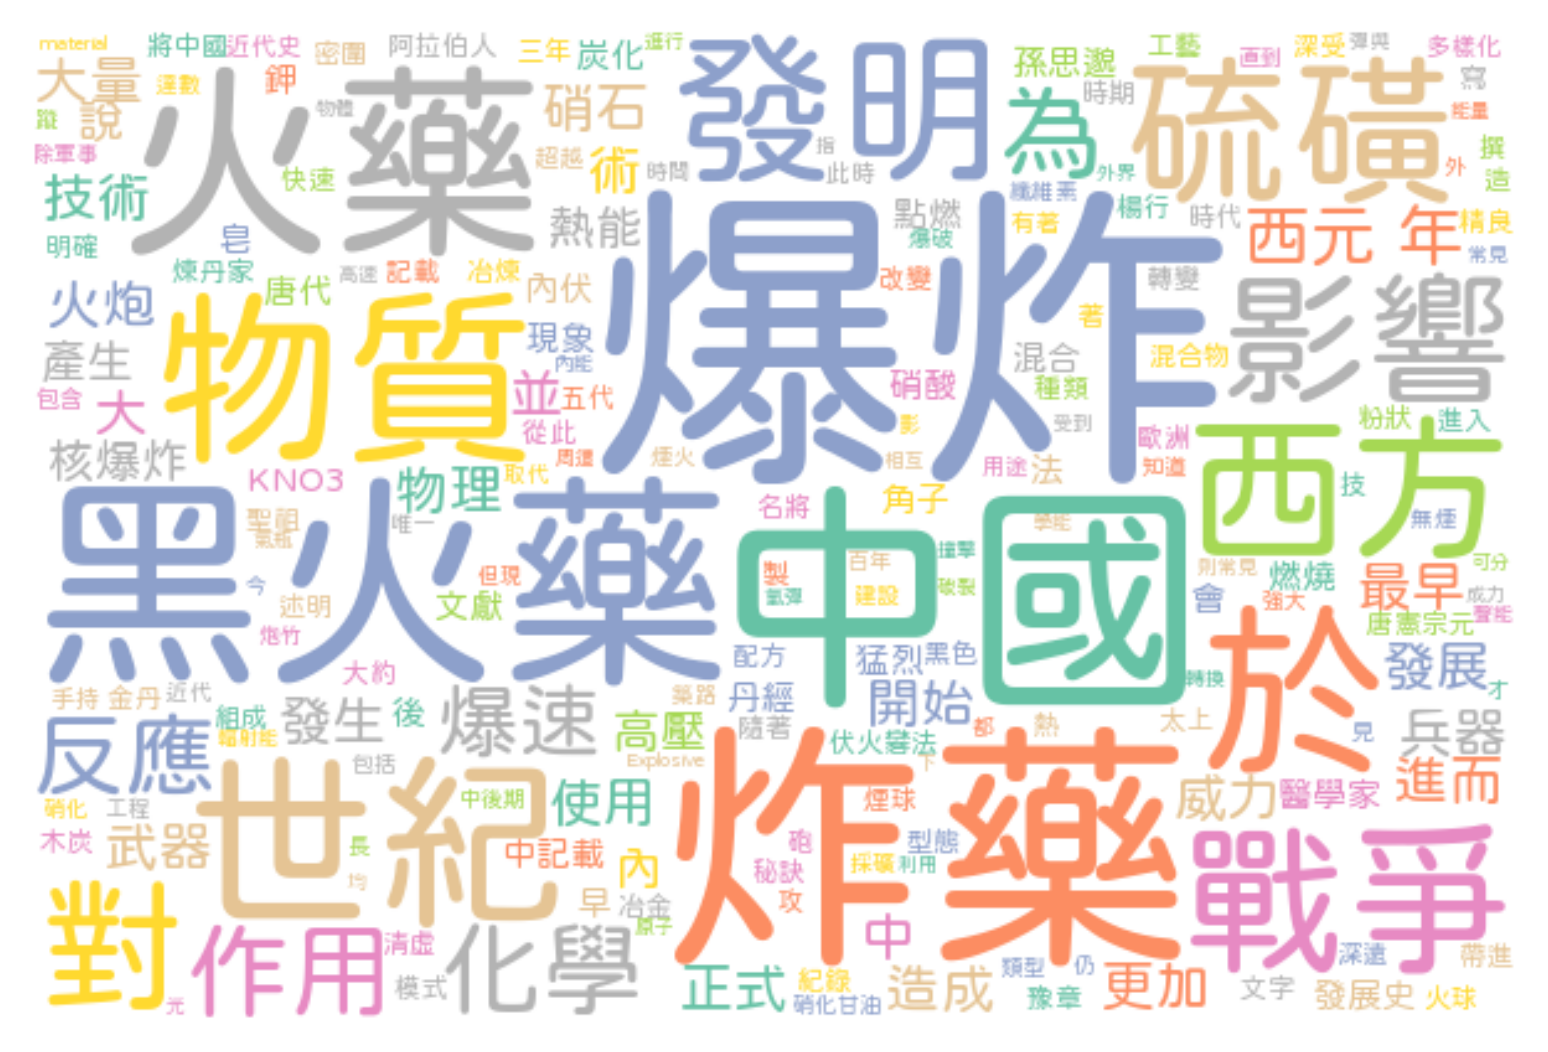 material 將中國 近代史 密閉 阿拉伯人 三年 炭化 進行 發明 孫思邈 工藝 直到 深受 彈與 多樣化
大量 達數 鉀 物體 硝石 為 時期 硫磺 寫 能量
說 火藥 除軍事 超越 術 時間 指 此時 外界 外 撰 造
技術 快速 熱能 點燃 爆破 纖維素 有著 楊行 時代 西元 年 精良
明確 皂 煉丹家 高速 記載 冶煉 內伏 爆炸 改變 轉變 常見
火炮 唐代 物質 現象 內能 著 混合 混合物 影響
產生 包含 大 並 五代 從此 硝酸 種類 影 受到 粉狀 進入
核爆炸 KNO3 物理 取代 周遭 煙火 相互 用途 法 歐洲 知道 西方
黑火藥 聖祖 氣瓶 唯一 名將 角子 中國 學能 技 無煙
今 述明 但現 文獻 製 氫彈 百年 建設 撞擊 破裂 則常見 燃燒 最早 可分
炮竹 大約 配方 猛烈 黑色 會 強大 於 唐憲宗元 聲能
手持 金丹 近代 築路 丹經 開始 轉換 發展 才
反應 組成 輻射能 發生 後 爆速 高壓 隨著 伏火礬法 都 熱 太上 見 兵器
包括 Explosive 炸藥 下 進而
硝化 工程 世紀 中後期 使用 煙球 威力 醫學家
木炭 武器 長 均 中記載 內 砲 秘訣 型態 採礦 利用 戰爭
對 早 冶金 原子 攻 中
作用 清虛 化學 深遠 帶進
元 模式 正式 紀錄 硝化甘油 造成 類型 仍 豫章 更加 文字 發展史 火球